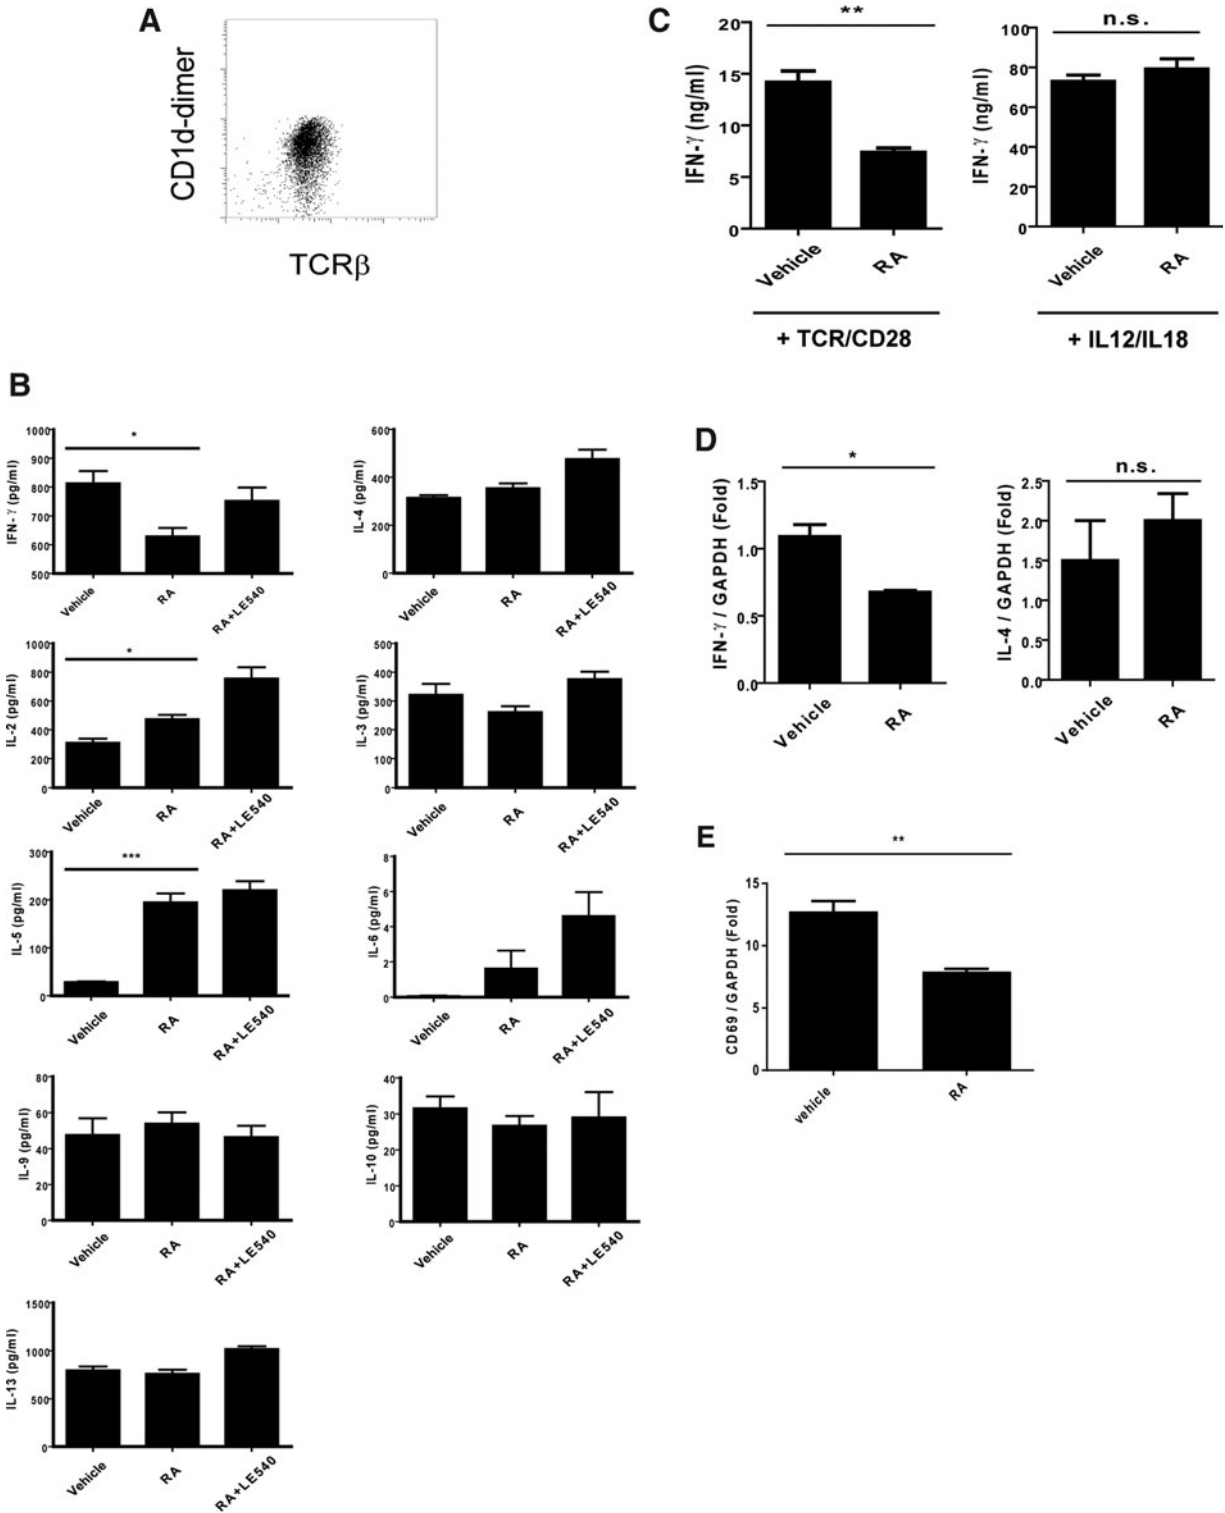 A
CD1d-dimer
TCRβ
C
**
IFN-γ (ng/ml)
20
15
10
5
0
Vehicle
RA
+ TCR/CD28
n.s.
IFN-γ (ng/ml)
100
80
60
40
20
0
Vehicle
RA
+ IL12/IL18
B
*
IFN-γ (pg/ml)
1000
900
800
700
600
500
Vehicle
RA
RA+LE540
IL-4 (pg/ml)
600
400
200
0
Vehicle
RA
RA+LE540
*
IL-2 (pg/ml)
1000
800
600
400
200
0
Vehicle
RA
RA+LE540
IL-3 (pg/ml)
500
400
300
200
100
0
Vehicle
RA
RA+LE540
***
IL-5 (pg/ml)
300
200
100
0
Vehicle
RA
RA+LE540
IL-6 (pg/ml)
8
6
4
2
0
Vehicle
RA
RA+LE540
IL-9 (pg/ml)
80
60
40
20
0
Vehicle
RA
RA+LE540
IL-10 (pg/ml)
40
30
20
10
0
Vehicle
RA
RA+LE540
IL-13 (pg/ml)
1500
1000
500
0
Vehicle
RA
RA+LE540
D
*
IFN-γ / GAPDH (Fold)
1.5
1.0
0.5
0.0
Vehicle
RA
n.s.
IL-4 / GAPDH (Fold)
2.5
2.0
1.5
1.0
0.5
0.0
Vehicle
RA
E
**
CD69 / GAPDH (Fold)
15
10
5
0
vehicle
RA